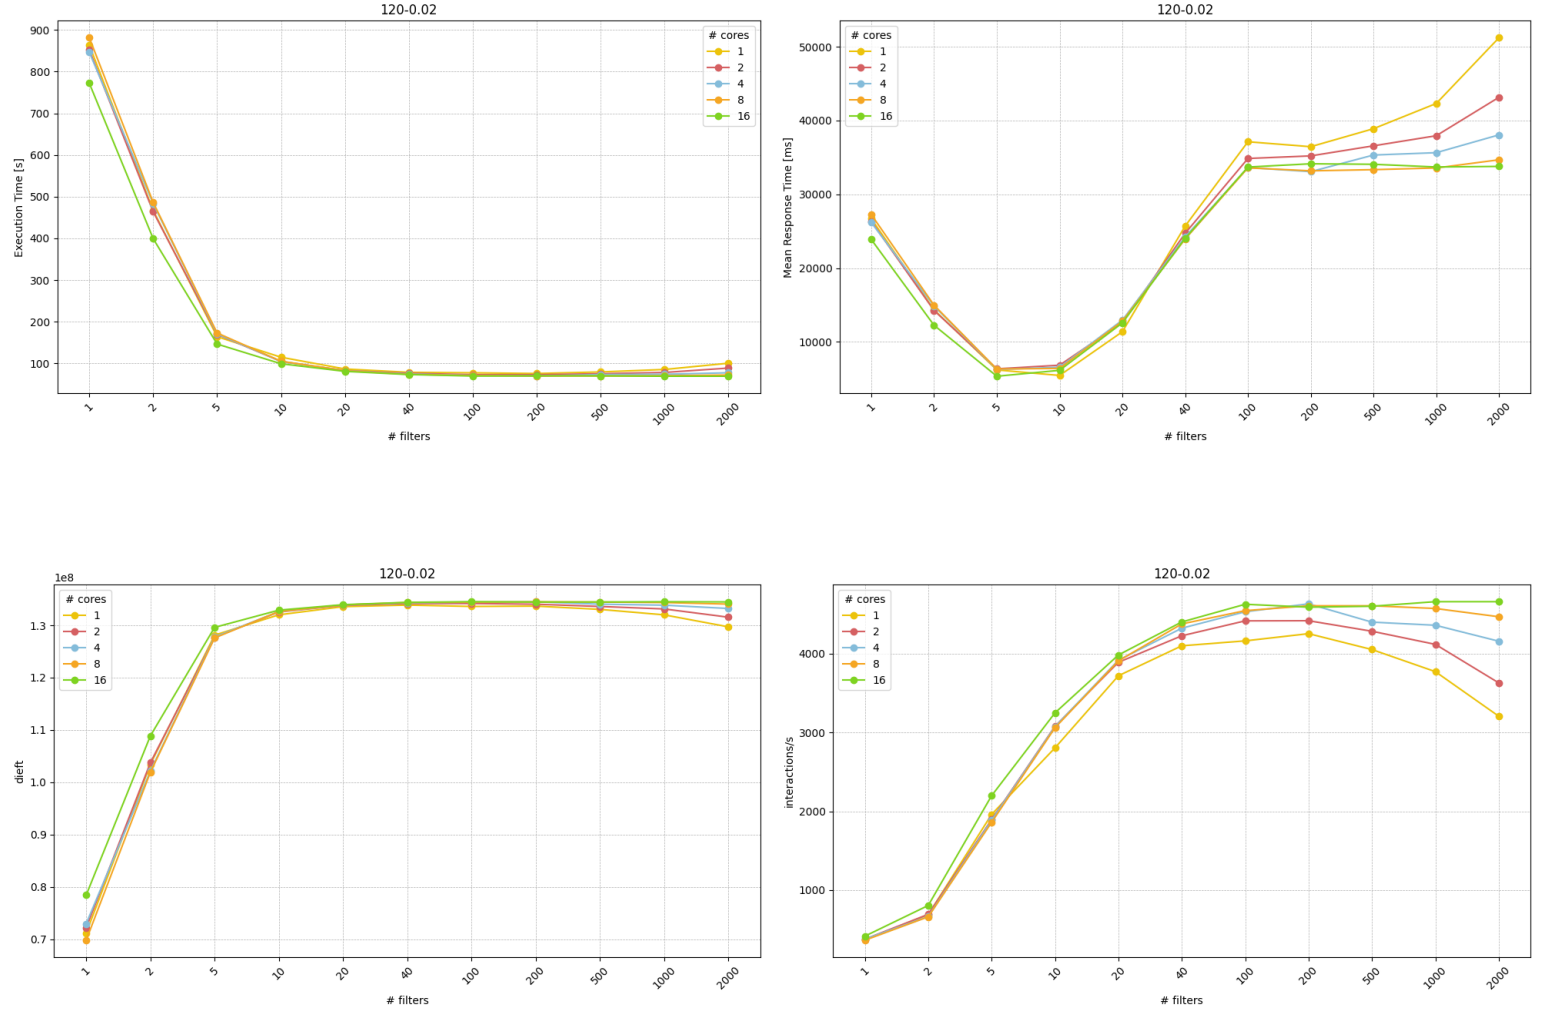 120-0.02
Execution Time [s]
900
800
700
600
500
400
300
200
100
# cores
1
2
4
8
16
1 2 5 10 20 40 100 200 500 1000 2000
# filters
120-0.02
Mean Response Time [ms]
50000
40000
30000
20000
10000
# cores
1
2
4
8
16
1 2 5 10 20 40 100 200 500 1000 2000
# filters
120-0.02
1e8
dieft
1.3
1.2
1.1
1.0
0.9
0.8
0.7
# cores
1
2
4
8
16
1 2 5 10 20 40 100 200 500 1000 2000
# filters
120-0.02
interactions/s
4000
3000
2000
1000
# cores
1
2
4
8
16
1 2 5 10 20 40 100 200 500 1000 2000
# filters